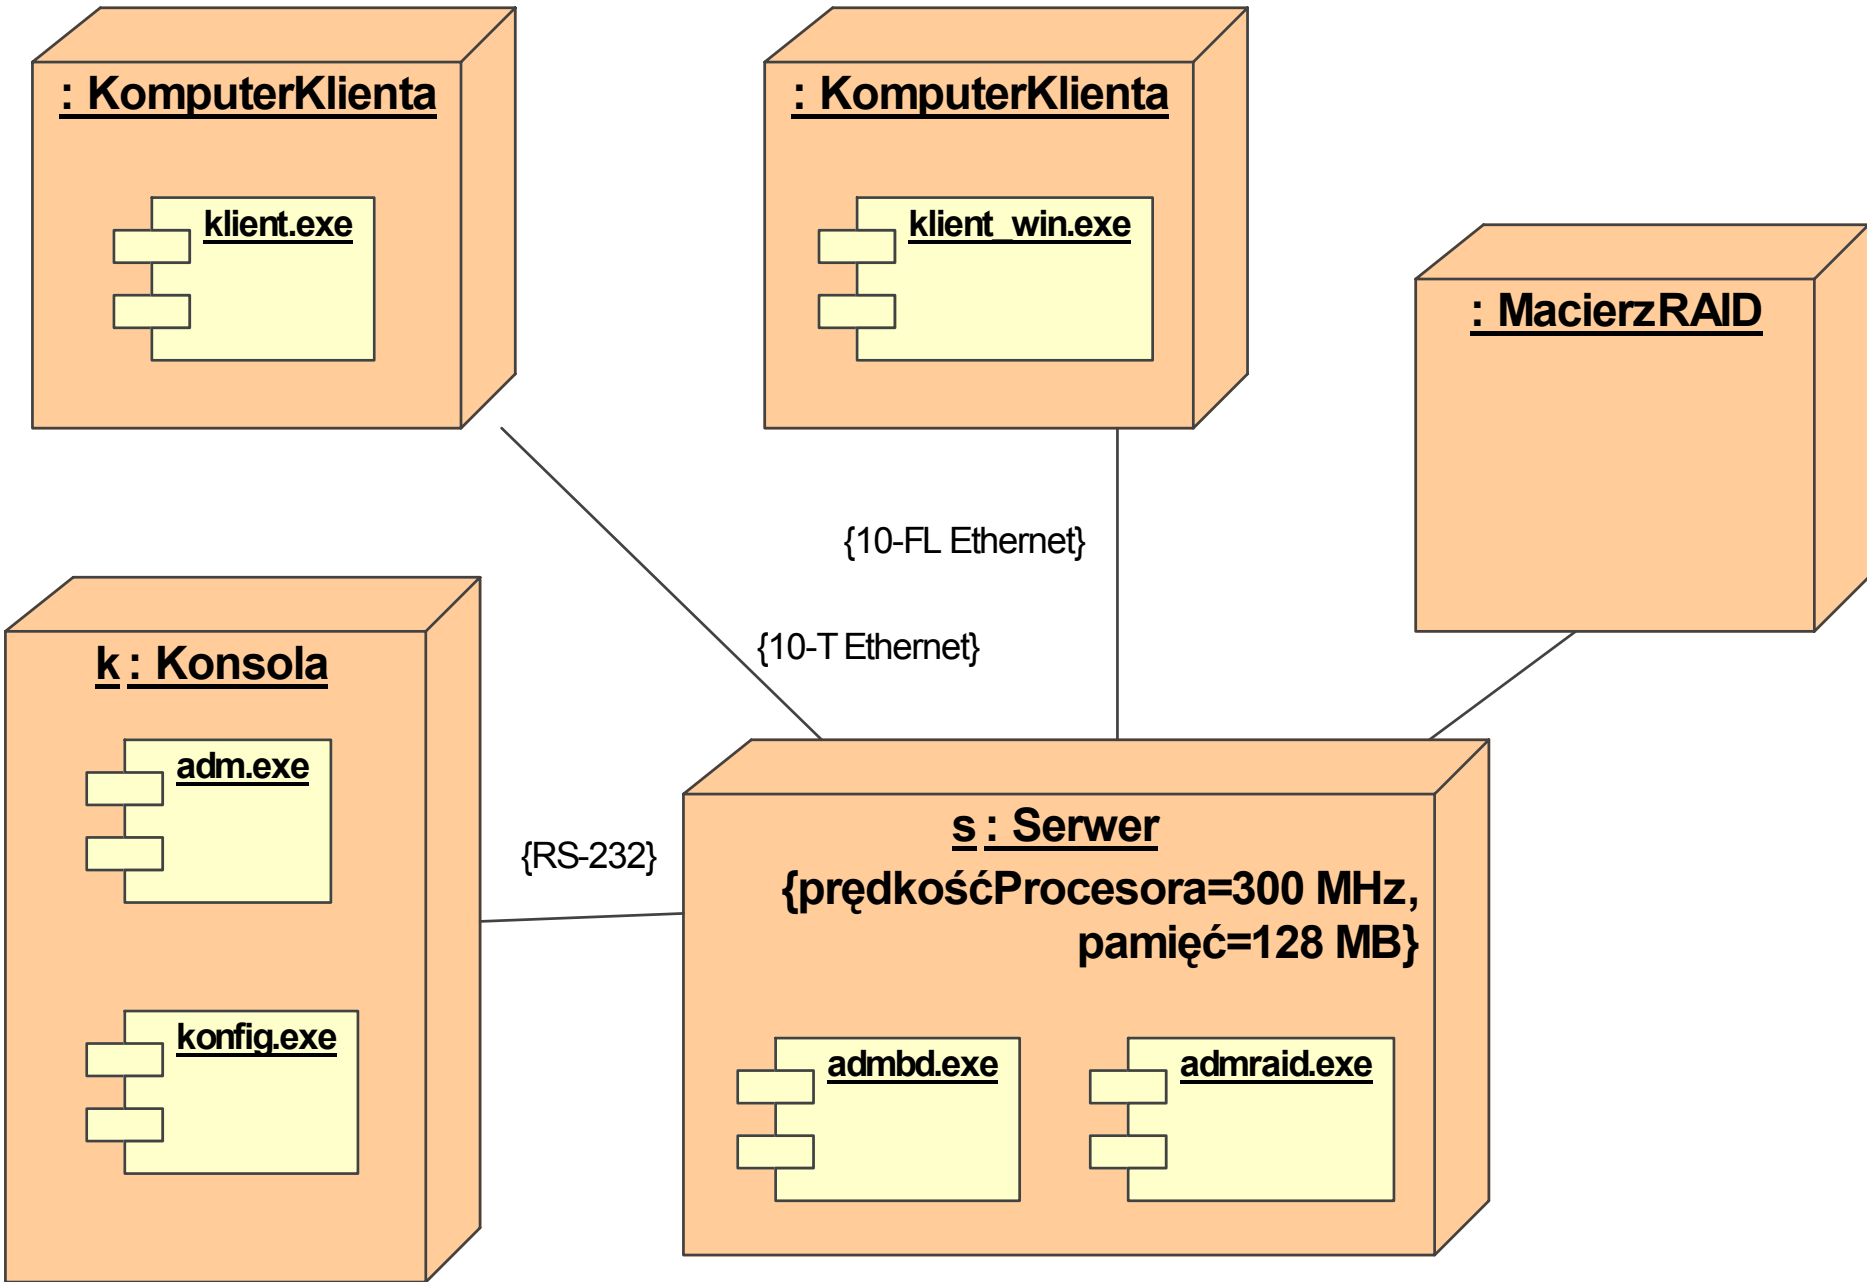 : KomputerKlienta
klient.exe
: KomputerKlienta
klient_win.exe
: MacierzRAID
{10-FL Ethernet}
{10-T Ethernet}
k : Konsola
adm.exe
konfig.exe
{RS-232}
s : Serwer
{prędkośćProcesora=300 MHz,
pamięć=128 MB}
admbd.exe
admraid.exe